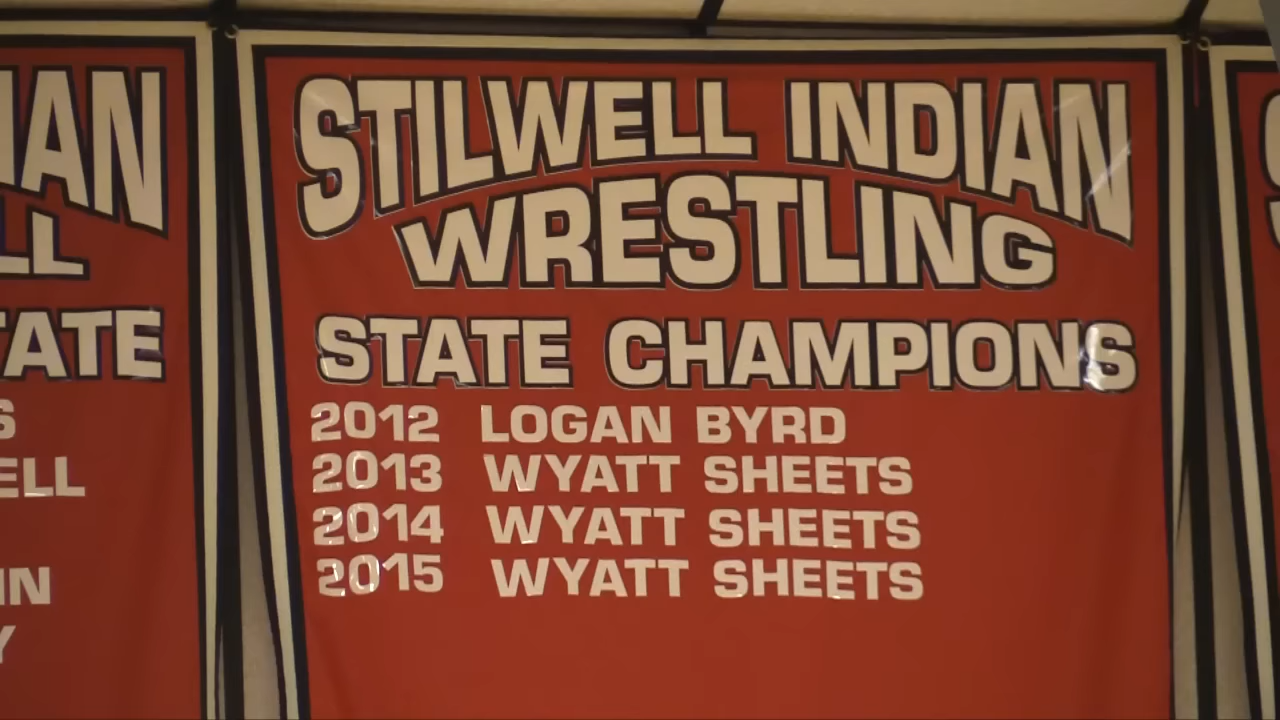 STILWELL INDIAN
WRESTLING
STATE CHAMPIONS
2012 LOGAN BYRD
2013 WYATT SHEETS
2014 WYATT SHEETS
2015 WYATT SHEETS